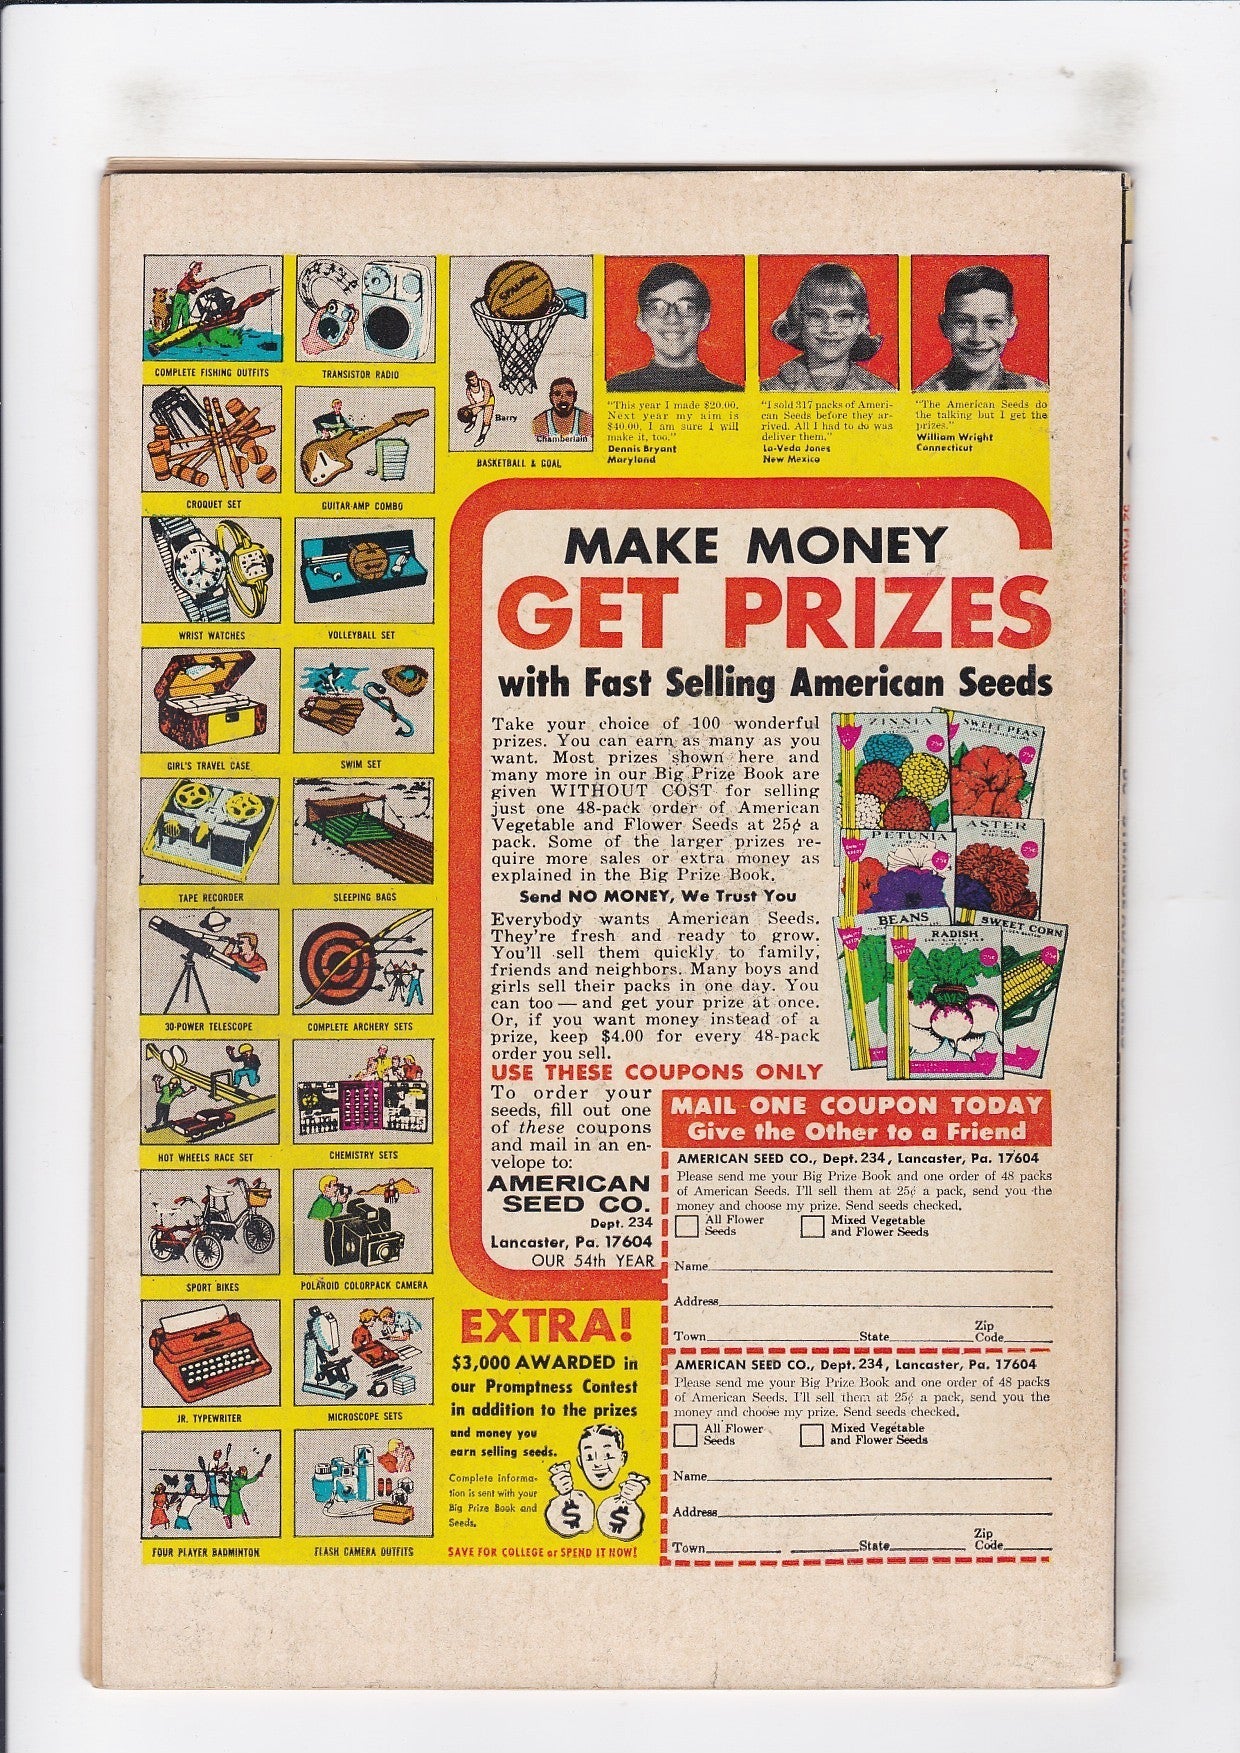 COMPLETE FISHING OUTFITS
TRANSISTOR RADIO
CROQUET SET
GUITAR-AMP COMBO
WRIST WATCHES
VOLLEYBALL SET
GIRL'S TRAVEL CASE
SWIM SET
TAPE RECORDER
SLEEPING BAGS
30-POWER TELESCOPE
COMPLETE ARCHERY SETS
HOT WHEELS RACE SET
CHEMISTRY SETS
SPORT BIKES
POLAROID COLORPACK CAMERA
JR. TYPEWRITER
MICROSCOPE SETS
FOUR PLAYER BADMINTON
FLASH CAMERA OUTFITS
SPALDING
Barry
Chamberlain
BASKETBALL & GOAL
"This year I made $20.00.
Next year my aim is
$40.00. I am sure I will
make it, too."
Dennis Bryant
Maryland
"I sold 317 packs of Ameri-
can Seeds before they ar-
rived. All I had to do was
deliver them."
La-Veda Jones
New Mexico
"The American Seeds do
the talking but I get the
prizes."
William Wright
Connecticut
MAKE MONEY
GET PRIZES
with Fast Selling American Seeds
Take your choice of 100 wonderful
prizes. You can earn as many as you
want. Most prizes shown here and
many more in our Big Prize Book are
given WITHOUT COST for selling
just one 48-pack order of American
Vegetable and Flower Seeds at 25¢ a
pack. Some of the larger prizes re-
quire more sales or extra money as
explained in the Big Prize Book.
Send NO MONEY, We Trust You
Everybody wants American Seeds.
They're fresh and ready to grow.
You'll sell them quickly to family,
friends and neighbors. Many boys and
girls sell their packs in one day. You
can too — and get your prize at once.
Or, if you want money instead of a
prize, keep $4.00 for every 48-pack
order you sell.
USE THESE COUPONS ONLY
To order your
seeds, fill out one
of these coupons
and mail in an en-
velope to:
AMERICAN
SEED CO.
Dept. 234
Lancaster, Pa. 17604
OUR 54th YEAR
ZINNIA
SWEET PEAS
25¢
PETUNIA
ASTER
BEANS
RADISH
SWEET CORN
MAIL ONE COUPON TODAY
Give the Other to a Friend
AMERICAN SEED CO., Dept. 234, Lancaster, Pa. 17604
Please send me your Big Prize Book and one order of 48 packs
of American Seeds. I'll sell them at 25¢ a pack, send you the
money and choose my prize. Send seeds checked.
All Flower
Seeds
Mixed Vegetable
and Flower Seeds
Name
Address
Town State Zip Code
AMERICAN SEED CO., Dept. 234, Lancaster, Pa. 17604
Please send me your Big Prize Book and one order of 48 packs
of American Seeds. I'll sell them at 25¢ a pack, send you the
money and choose my prize. Send seeds checked.
All Flower
Seeds
Mixed Vegetable
and Flower Seeds
Name
Address
Town State Zip Code
EXTRA!
$3,000 AWARDED in
our Promptness Contest
in addition to the prizes
and money you
earn selling seeds.
Complete informa-
tion is sent with your
Big Prize Book and
Seeds.
$ $
SAVE FOR COLLEGE or SPEND IT NOW!